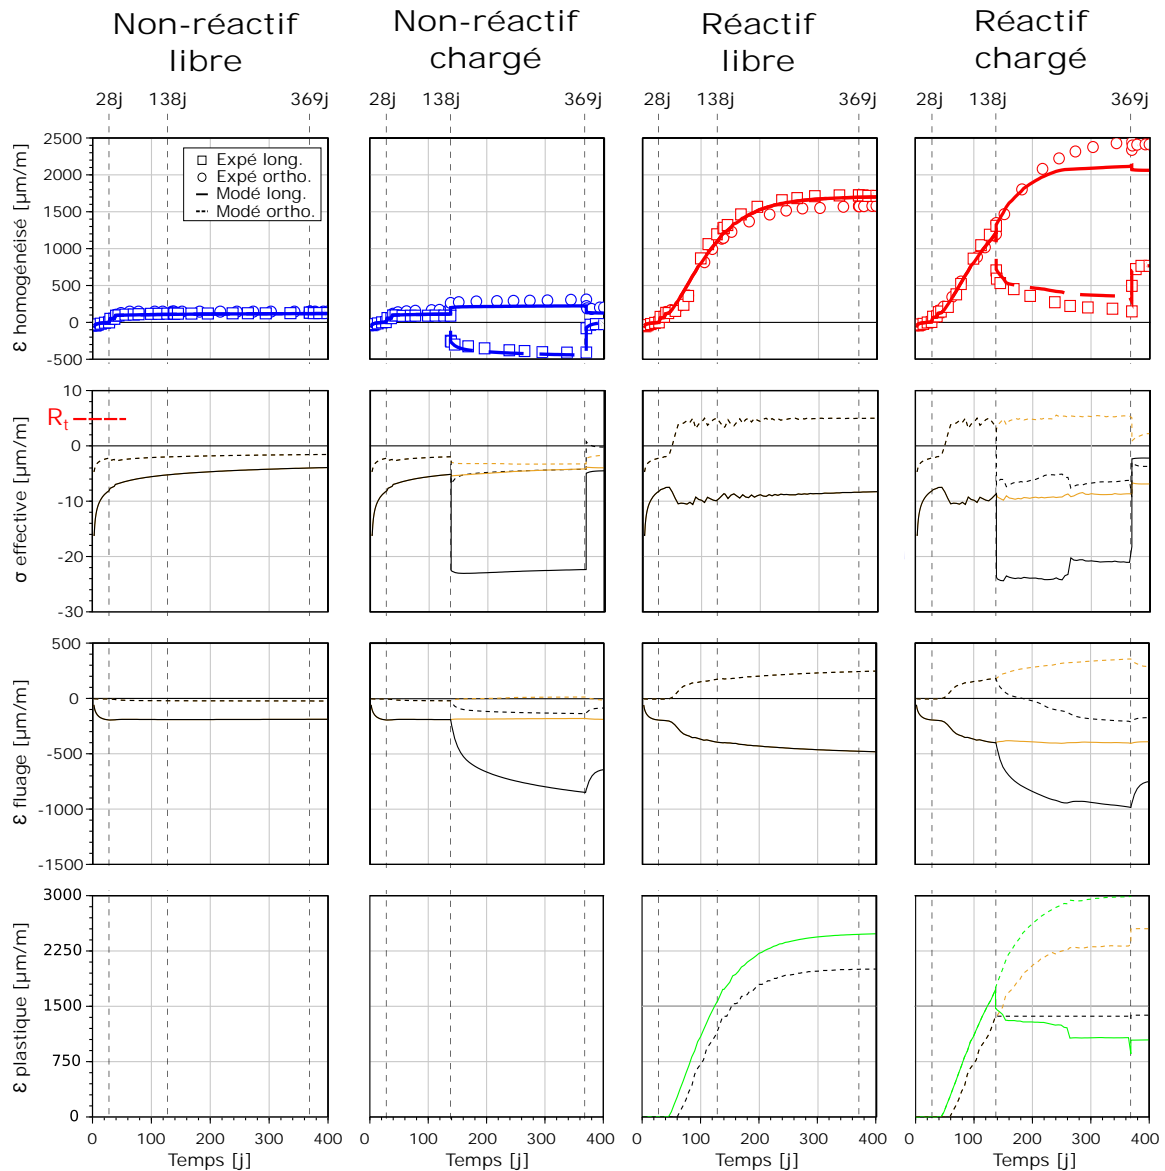 Non-réactif
libre
Non-réactif
chargé
Réactif
libre
Réactif
chargé
28j 138j 369j 138j 369j 28j 138j 28j 138j 369j
ε homogénéisé [µm/m]
2500
2000
1500
1000
500
0
-500
Expé long.
Expé ortho.
Modé long.
Modé ortho.
σ effective [µm/m]
10
Rt
0
-10
-20
-30
ε fluage [µm/m]
500
0
-500
-1000
-1500
ε plastique [µm/m]
3000
2250
1500
750
0
0 100 200 300 400 0 100 200 300 400 0 100 200 300 400 0 100 200 300 400
Temps [j] Temps [j] Temps [j] Temps [j]